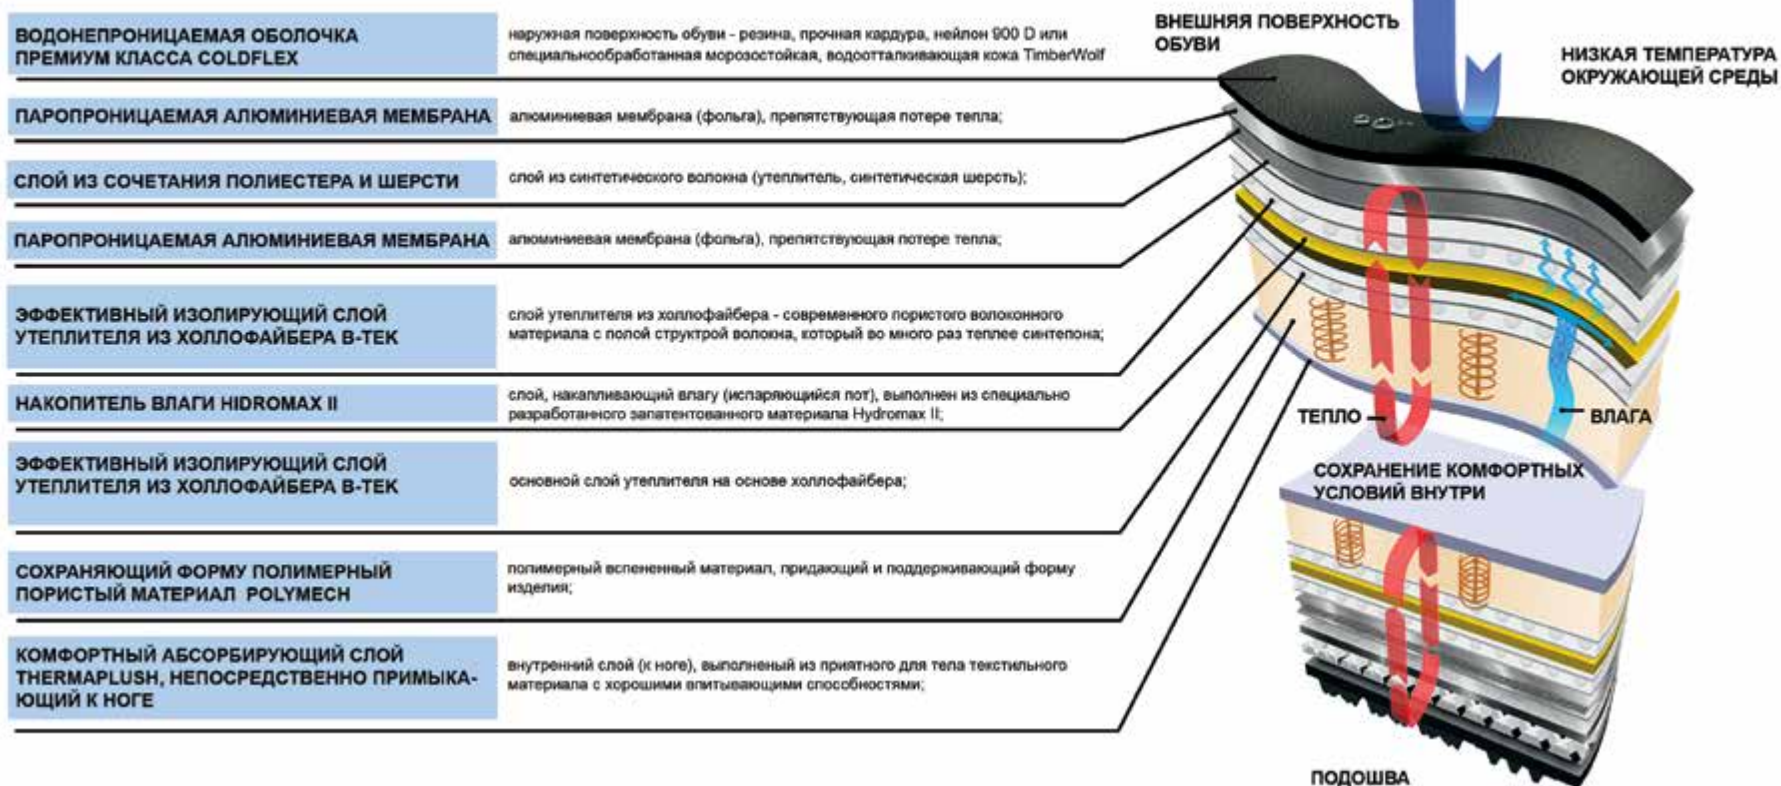 ВОДОНЕПРОНИЦАЕМАЯ ОБОЛОЧКА
ПРЕМИУМ КЛАССА COLDFLEX
наружная поверхность обуви - резина, прочная кардура, нейлон 900 D или
специальнообработанная морозостойкая, водоотталкивающая кожа TimberWolf
ПАРОПРОНИЦАЕМАЯ АЛЮМИНИЕВАЯ МЕМБРАНА
алюминиевая мембрана (фольга), препятствующая потере тепла;
СЛОЙ ИЗ СОЧЕТАНИЯ ПОЛИЕСТЕРА И ШЕРСТИ
слой из синтетического волокна (утеплитель, синтетическая шерсть);
ПАРОПРОНИЦАЕМАЯ АЛЮМИНИЕВАЯ МЕМБРАНА
алюминиевая мембрана (фольга), препятствующая потере тепла;
ЭФФЕКТИВНЫЙ ИЗОЛИРУЮЩИЙ СЛОЙ
УТЕПЛИТЕЛЯ ИЗ ХОЛЛОФАЙБЕРА B-TEK
слой утеплителя из холлофайбера - современного пористого волоконного
материала с полой структрой волокна, который во много раз теплее синтепона;
НАКОПИТЕЛЬ ВЛАГИ HIDROMAX II
слой, накапливающий влагу (испаряющийся пот), выполнен из специально
разработанного запатентованного материала Hydromax II;
ЭФФЕКТИВНЫЙ ИЗОЛИРУЮЩИЙ СЛОЙ
УТЕПЛИТЕЛЯ ИЗ ХОЛЛОФАЙБЕРА B-TEK
основной слой утеплителя на основе холлофайбера;
СОХРАНЯЮЩИЙ ФОРМУ ПОЛИМЕРНЫЙ
ПОРИСТЫЙ МАТЕРИАЛ POLYMECH
полимерный вспененный материал, придающий и поддерживающий форму
изделия;
КОМФОРТНЫЙ АБСОРБИРУЮЩИЙ СЛОЙ
THERMAPLUSH, НЕПОСРЕДСТВЕННО ПРИМЫКА-
ЮЩИЙ К НОГЕ
внутренний слой (к ноге), выполненый из приятного для тела текстильного
материала с хорошими впитывающими способностями;
ВНЕШНЯЯ ПОВЕРХНОСТЬ
ОБУВИ
НИЗКАЯ ТЕМПЕРАТУРА
ОКРУЖАЮЩЕЙ СРЕДЫ
ТЕПЛО
ВЛАГА
СОХРАНЕНИЕ КОМФОРТНЫХ
УСЛОВИЙ ВНУТРИ
ПОДОШВА